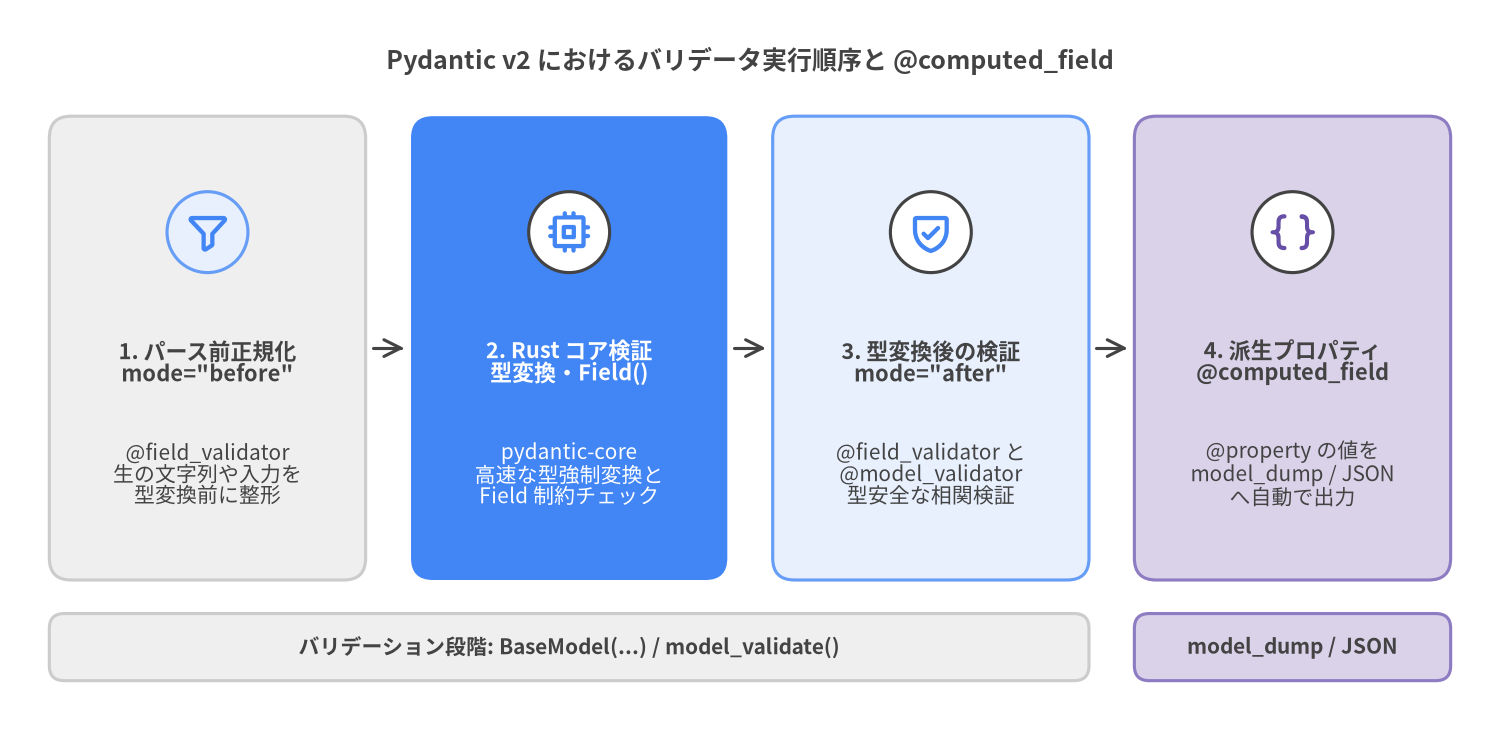 Pydantic v2 におけるバリデータ実行順序と @computed_field
1. パース前正規化
mode="before"
@field_validator
生の文字列や入力を
型変換前に整形
2. Rust コア検証
型変換・Field()
pydantic-core
高速な型強制変換と
Field 制約チェック
3. 型変換後の検証
mode="after"
@field_validator と
@model_validator
型安全な相関検証
4. 派生プロパティ
@computed_field
@property の値を
model_dump / JSON
へ自動で出力
バリデーション段階: BaseModel(...) / model_validate()
model_dump / JSON